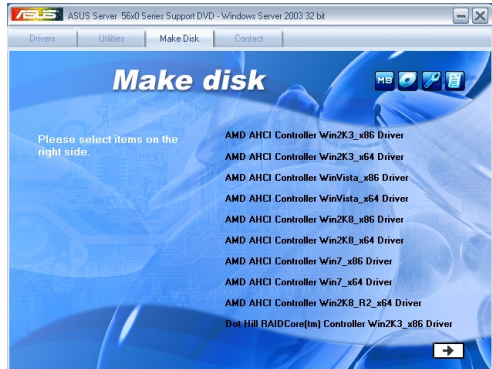 ASUS ASUS Server 56x0 Series Support DVD - Windows Server 2003 32 bit
Drivers Utilities Make Disk Contact
Make disk
MB
Please select items on the
right side.
AMD AHCI Controller Win2K3_x86 Driver
AMD AHCI Controller Win2K3_x64 Driver
AMD AHCI Controller WinVista_x86 Driver
AMD AHCI Controller WinVista_x64 Driver
AMD AHCI Controller Win2K8_x86 Driver
AMD AHCI Controller Win2K8_x64 Driver
AMD AHCI Controller Win7_x86 Driver
AMD AHCI Controller Win7_x64 Driver
AMD AHCI Controller Win2K8_R2_x64 Driver
Dot Hill RAIDCore(tm) Controller Win2K3_x86 Driver